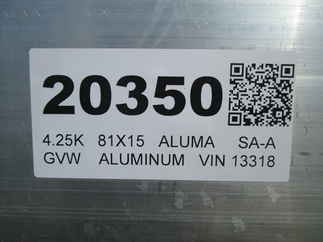 20350
4.25K 81X15 ALUMA SA-A
GVW ALUMINUM VIN 13318